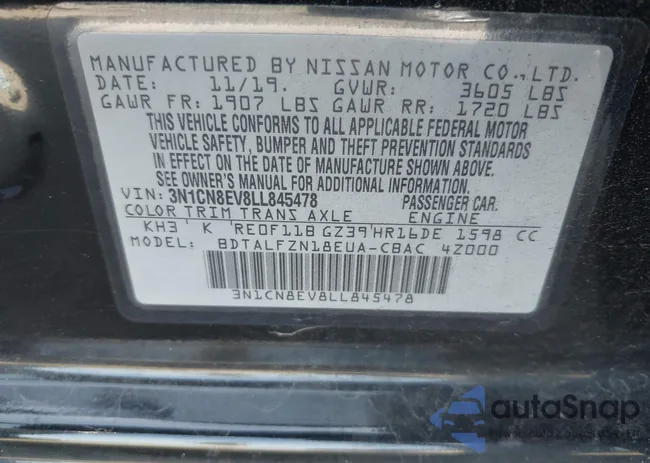 MANUFACTURED BY NISSAN MOTOR CO., LTD.
DATE: 11/19. GVWR: 3605 LBS
GAWR FR: 1907 LBS GAWR RR: 1720 LBS
THIS VEHICLE CONFORMS TO ALL APPLICABLE FEDERAL MOTOR
VEHICLE SAFETY, BUMPER AND THEFT PREVENTION STANDARDS
IN EFFECT ON THE DATE OF MANUFACTURE SHOWN ABOVE.
SEE OWNER'S MANUAL FOR ADDITIONAL INFORMATION.
VIN: 3N1CN8EV8LL845478 PASSENGER CAR.
COLOR TRIM TRANS AXLE ENGINE
KH3 K RE0F11B GZ39 HR16DE 1598 CC
MODEL: BDTALFZN18EUA-CBAC 4Z000
3N1CN8EV8LL845478
autoSnap